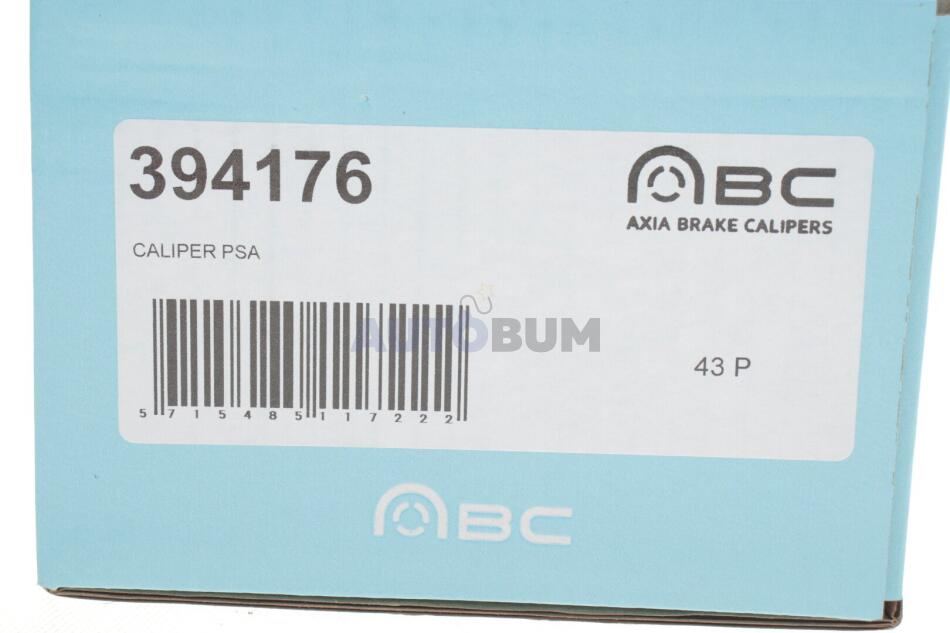 394176
ABC
AXIA BRAKE CALIPERS
CALIPER PSA
AUTOBUM
43 P
5 715485 117222
ABC